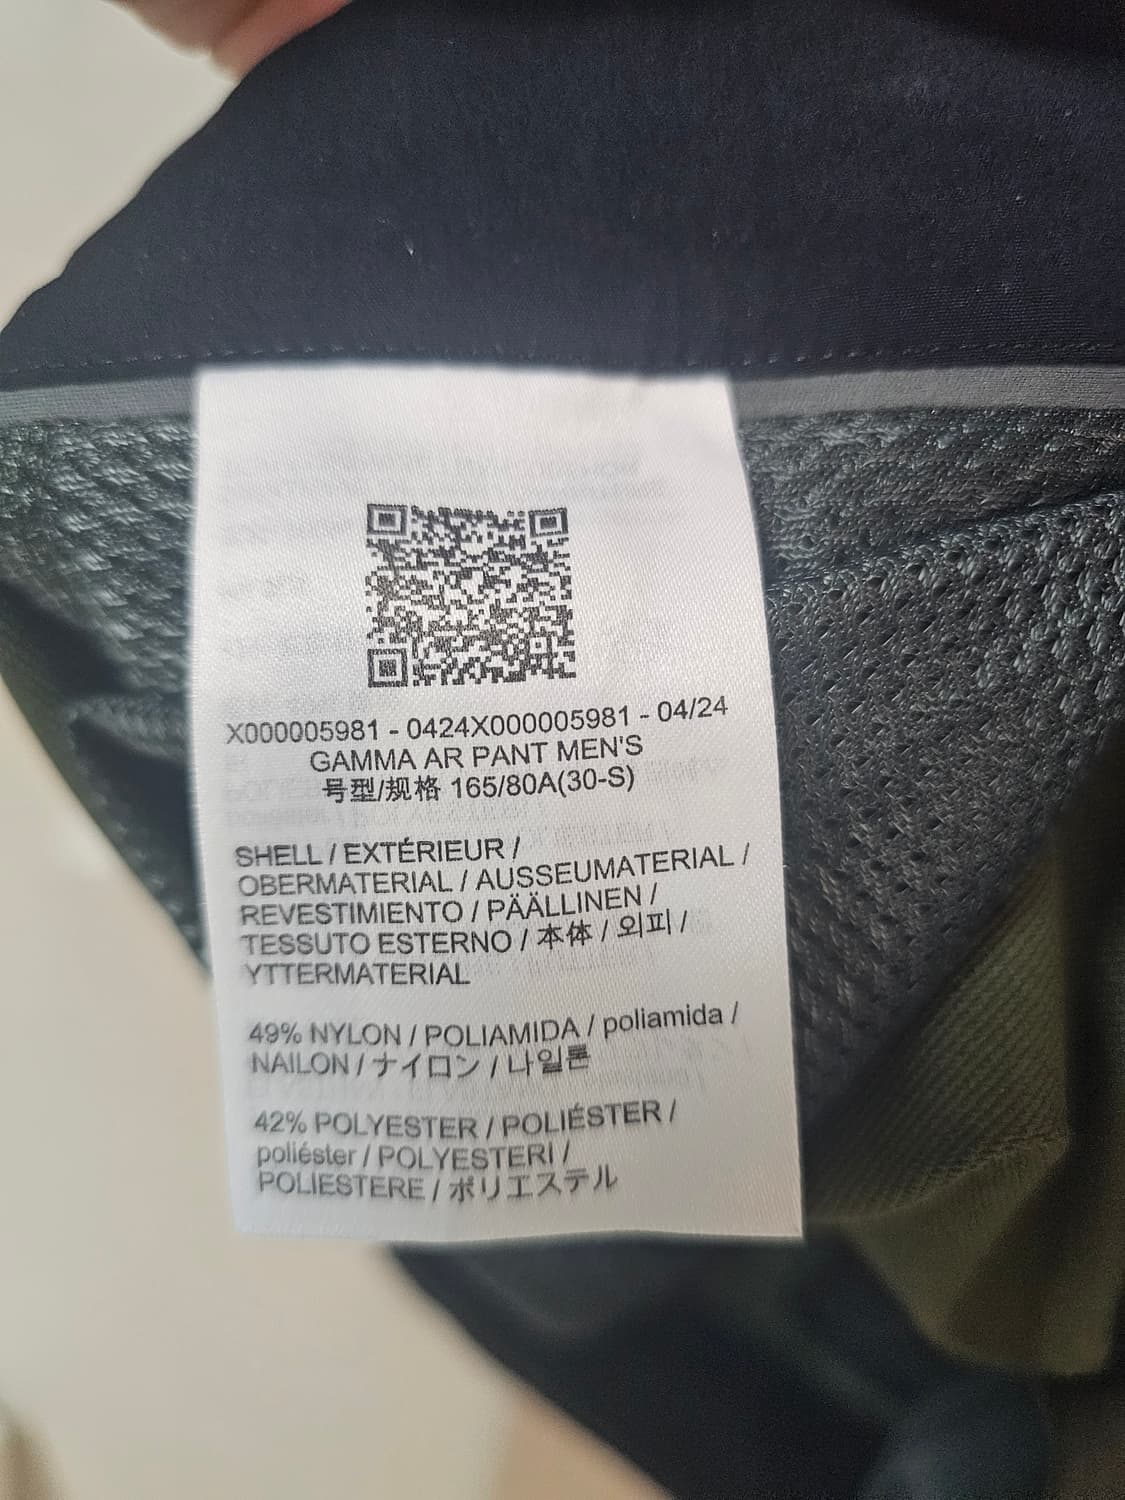 X000005981 - 0424X000005981 - 04/24
GAMMA AR PANT MEN'S
号型/规格 165/80A(30-S)
SHELL / EXTÉRIEUR /
OBERMATERIAL / AUSSEUMATERIAL /
REVESTIMIENTO / PÄÄLLINEN /
TESSUTO ESTERNO / 本体 / 외피 /
YTTERMATERIAL
49% NYLON / POLIAMIDA / poliamida /
NAILON / ナイロン / 나일론
42% POLYESTER / POLIÉSTER /
poliéster / POLYESTERI /
POLIESTERE / ポリエステル